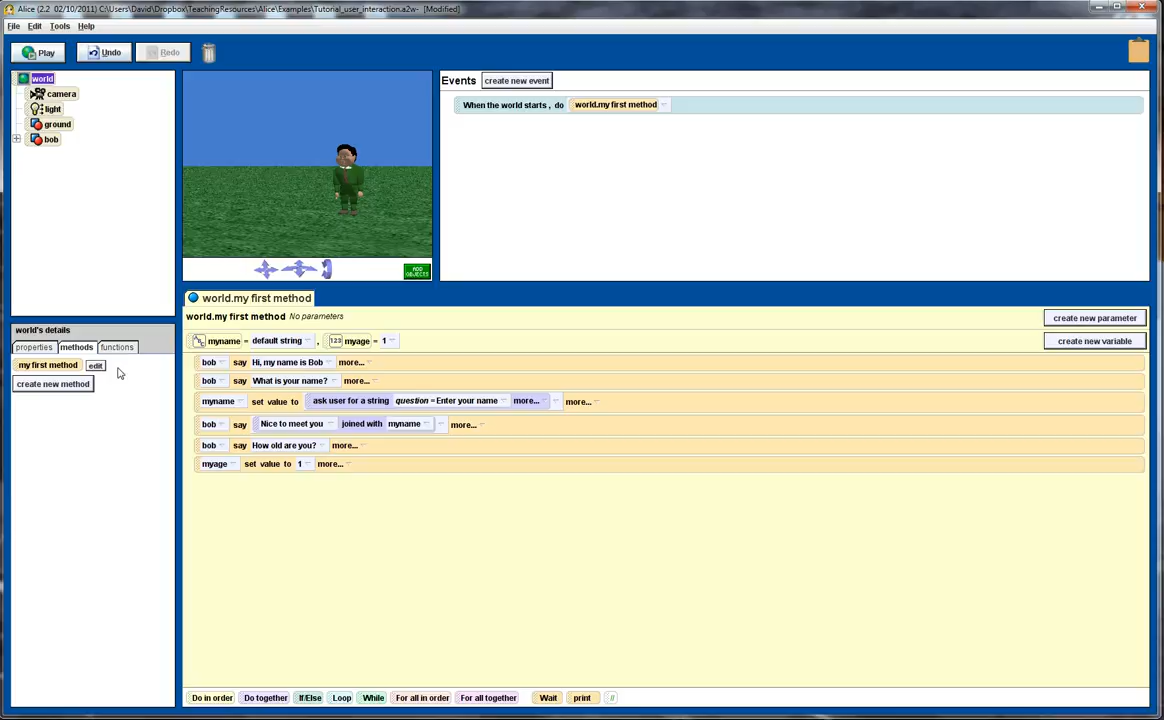 Alice (2.2 02/10/2011) C:\Users\David\Dropbox\TeachingResources\Alice\Examples\Tutorial_user_interaction.a2w- [Modified]
File Edit Tools Help
Play Undo Redo
world
camera
light
ground
bob
ADD OBJECTS
Events create new event
When the world starts , do world.my first method
world's details
properties methods functions
my first method edit
create new method
world.my first method
world.my first method No parameters create new parameter
myname = default string , 123 myage = 1 create new variable
bob say Hi, my name is Bob more...
bob say What is your name? more...
myname set value to ask user for a string question = Enter your name more... more...
bob say Nice to meet you joined with myname more...
bob say How old are you? more...
myage set value to 1 more...
Do in order Do together If/Else Loop While For all in order For all together Wait print //